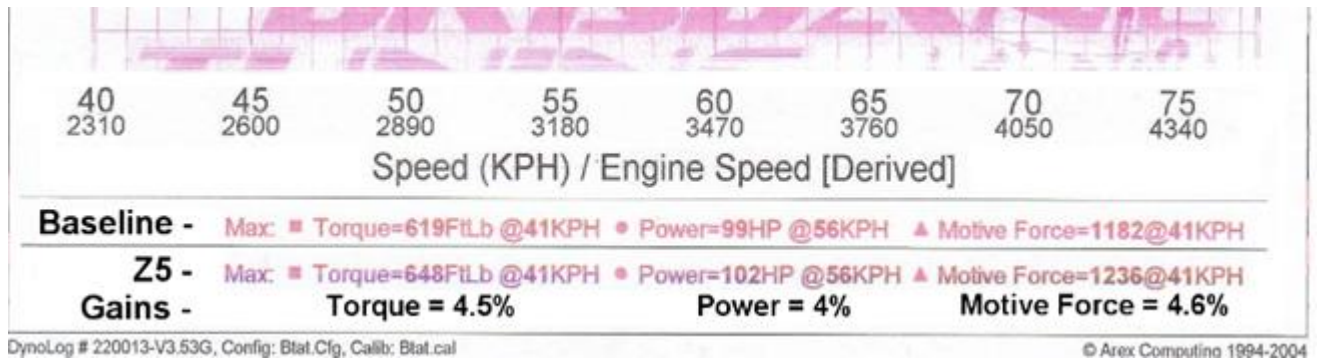 40 45 50 55 60 65 70 75
2310 2600 2890 3180 3470 3760 4050 4340
Speed (KPH) / Engine Speed [Derived]
Baseline - Max: ■ Torque=619FtLb @41KPH ● Power=99HP @56KPH ▲ Motive Force=1182@41KPH
Z5 - Max: ■ Torque=648FtLb @41KPH ● Power=102HP @56KPH ▲ Motive Force=1236@41KPH
Gains - Torque = 4.5% Power = 4% Motive Force = 4.6%
DynoLog # 220013-V3.53G, Config: Btat.Cfg, Calib: Btat.cal © Arex Computing 1994-2004